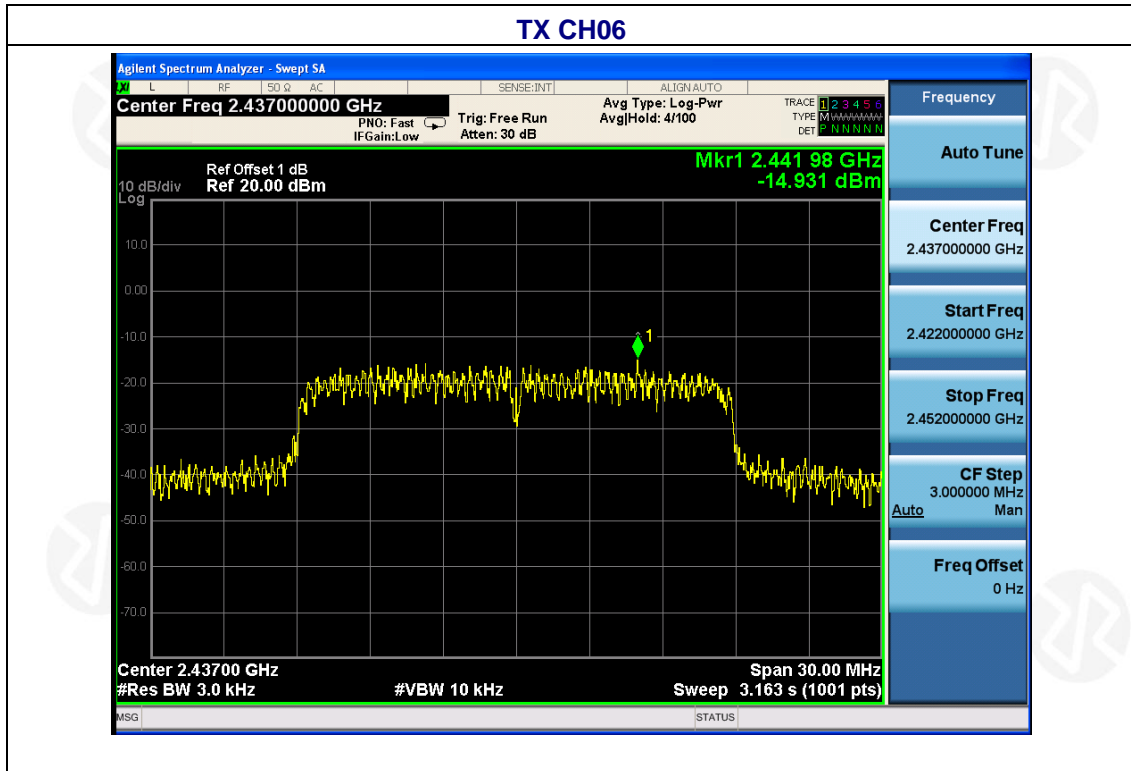 TX CH06
Agilent Spectrum Analyzer - Swept SA
LXI L RF 50 Ω AC SENSE:INT ALIGN AUTO
Center Freq 2.437000000 GHz
PNO: Fast
IFGain:Low
Trig: Free Run
Atten: 30 dB
Avg Type: Log-Pwr
Avg|Hold: 4/100
TRACE 1 2 3 4 5 6
TYPE MWWWWW
DET P N N N N N
Mkr1 2.441 98 GHz
-14.931 dBm
Ref Offset 1 dB
10 dB/div Ref 20.00 dBm
Log
10.0
0.00
-10.0
-20.0
-30.0
-40.0
-50.0
-60.0
-70.0
1
Center 2.43700 GHz Span 30.00 MHz
#Res BW 3.0 kHz #VBW 10 kHz Sweep 3.163 s (1001 pts)
MSG STATUS
Frequency
Auto Tune
Center Freq
2.437000000 GHz
Start Freq
2.422000000 GHz
Stop Freq
2.452000000 GHz
CF Step
3.000000 MHz
Auto Man
Freq Offset
0 Hz